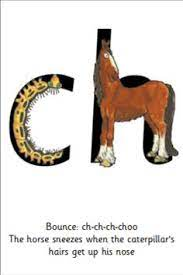 ch
Bounce: ch-ch-ch-choo
The horse sneezes when the caterpillar's
hairs get up his nose